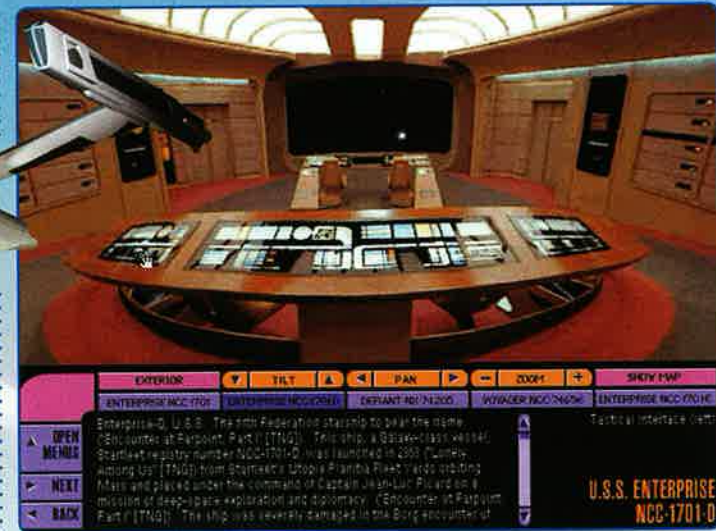 EXTERIOR ▼ TILT ▲ ◄ PAN ► − ZOOM + SHOW MAP
ENTERPRISE NCC-1701 ENTERPRISE NCC-1701-D DEFIANT NX-74205 VOYAGER NCC-74656 ENTERPRISE NCC-1701-E
OPEN MENUS
NEXT
BACK
Enterprise-D, U.S.S. The fifth Federation starship to bear the name.
("Encounter at Farpoint, Part I" [TNG]). This ship, a Galaxy-class vessel,
Starfleet registry number NCC-1701-D, was launched in 2363 ("Lonely
Among Us" [TNG]) from Starfleet's Utopia Planitia Fleet Yards orbiting
Mars and placed under the command of Captain Jean-Luc Picard on a
mission of deep-space exploration and diplomacy. ("Encounter at Farpoint
Part I" [TNG]). The ship was severely damaged in the Borg encounter of
Tactical interface
U.S.S. ENTERPRISE
NCC-1701-D